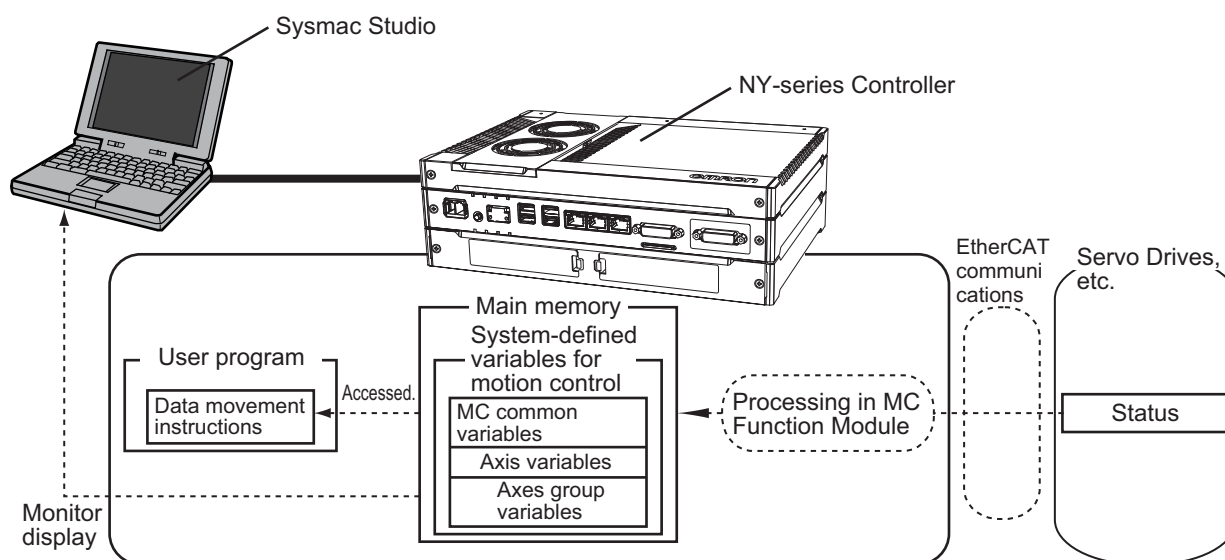 Sysmac Studio
NY-series Controller
OMRON
EtherCAT
communi
cations
Servo Drives,
etc.
Main memory
System-defined
variables for
motion control
User program
Accessed.
Data movement
instructions
MC common
variables
Processing in MC
Function Module
Status
Axis variables
Axes group
variables
Monitor
display